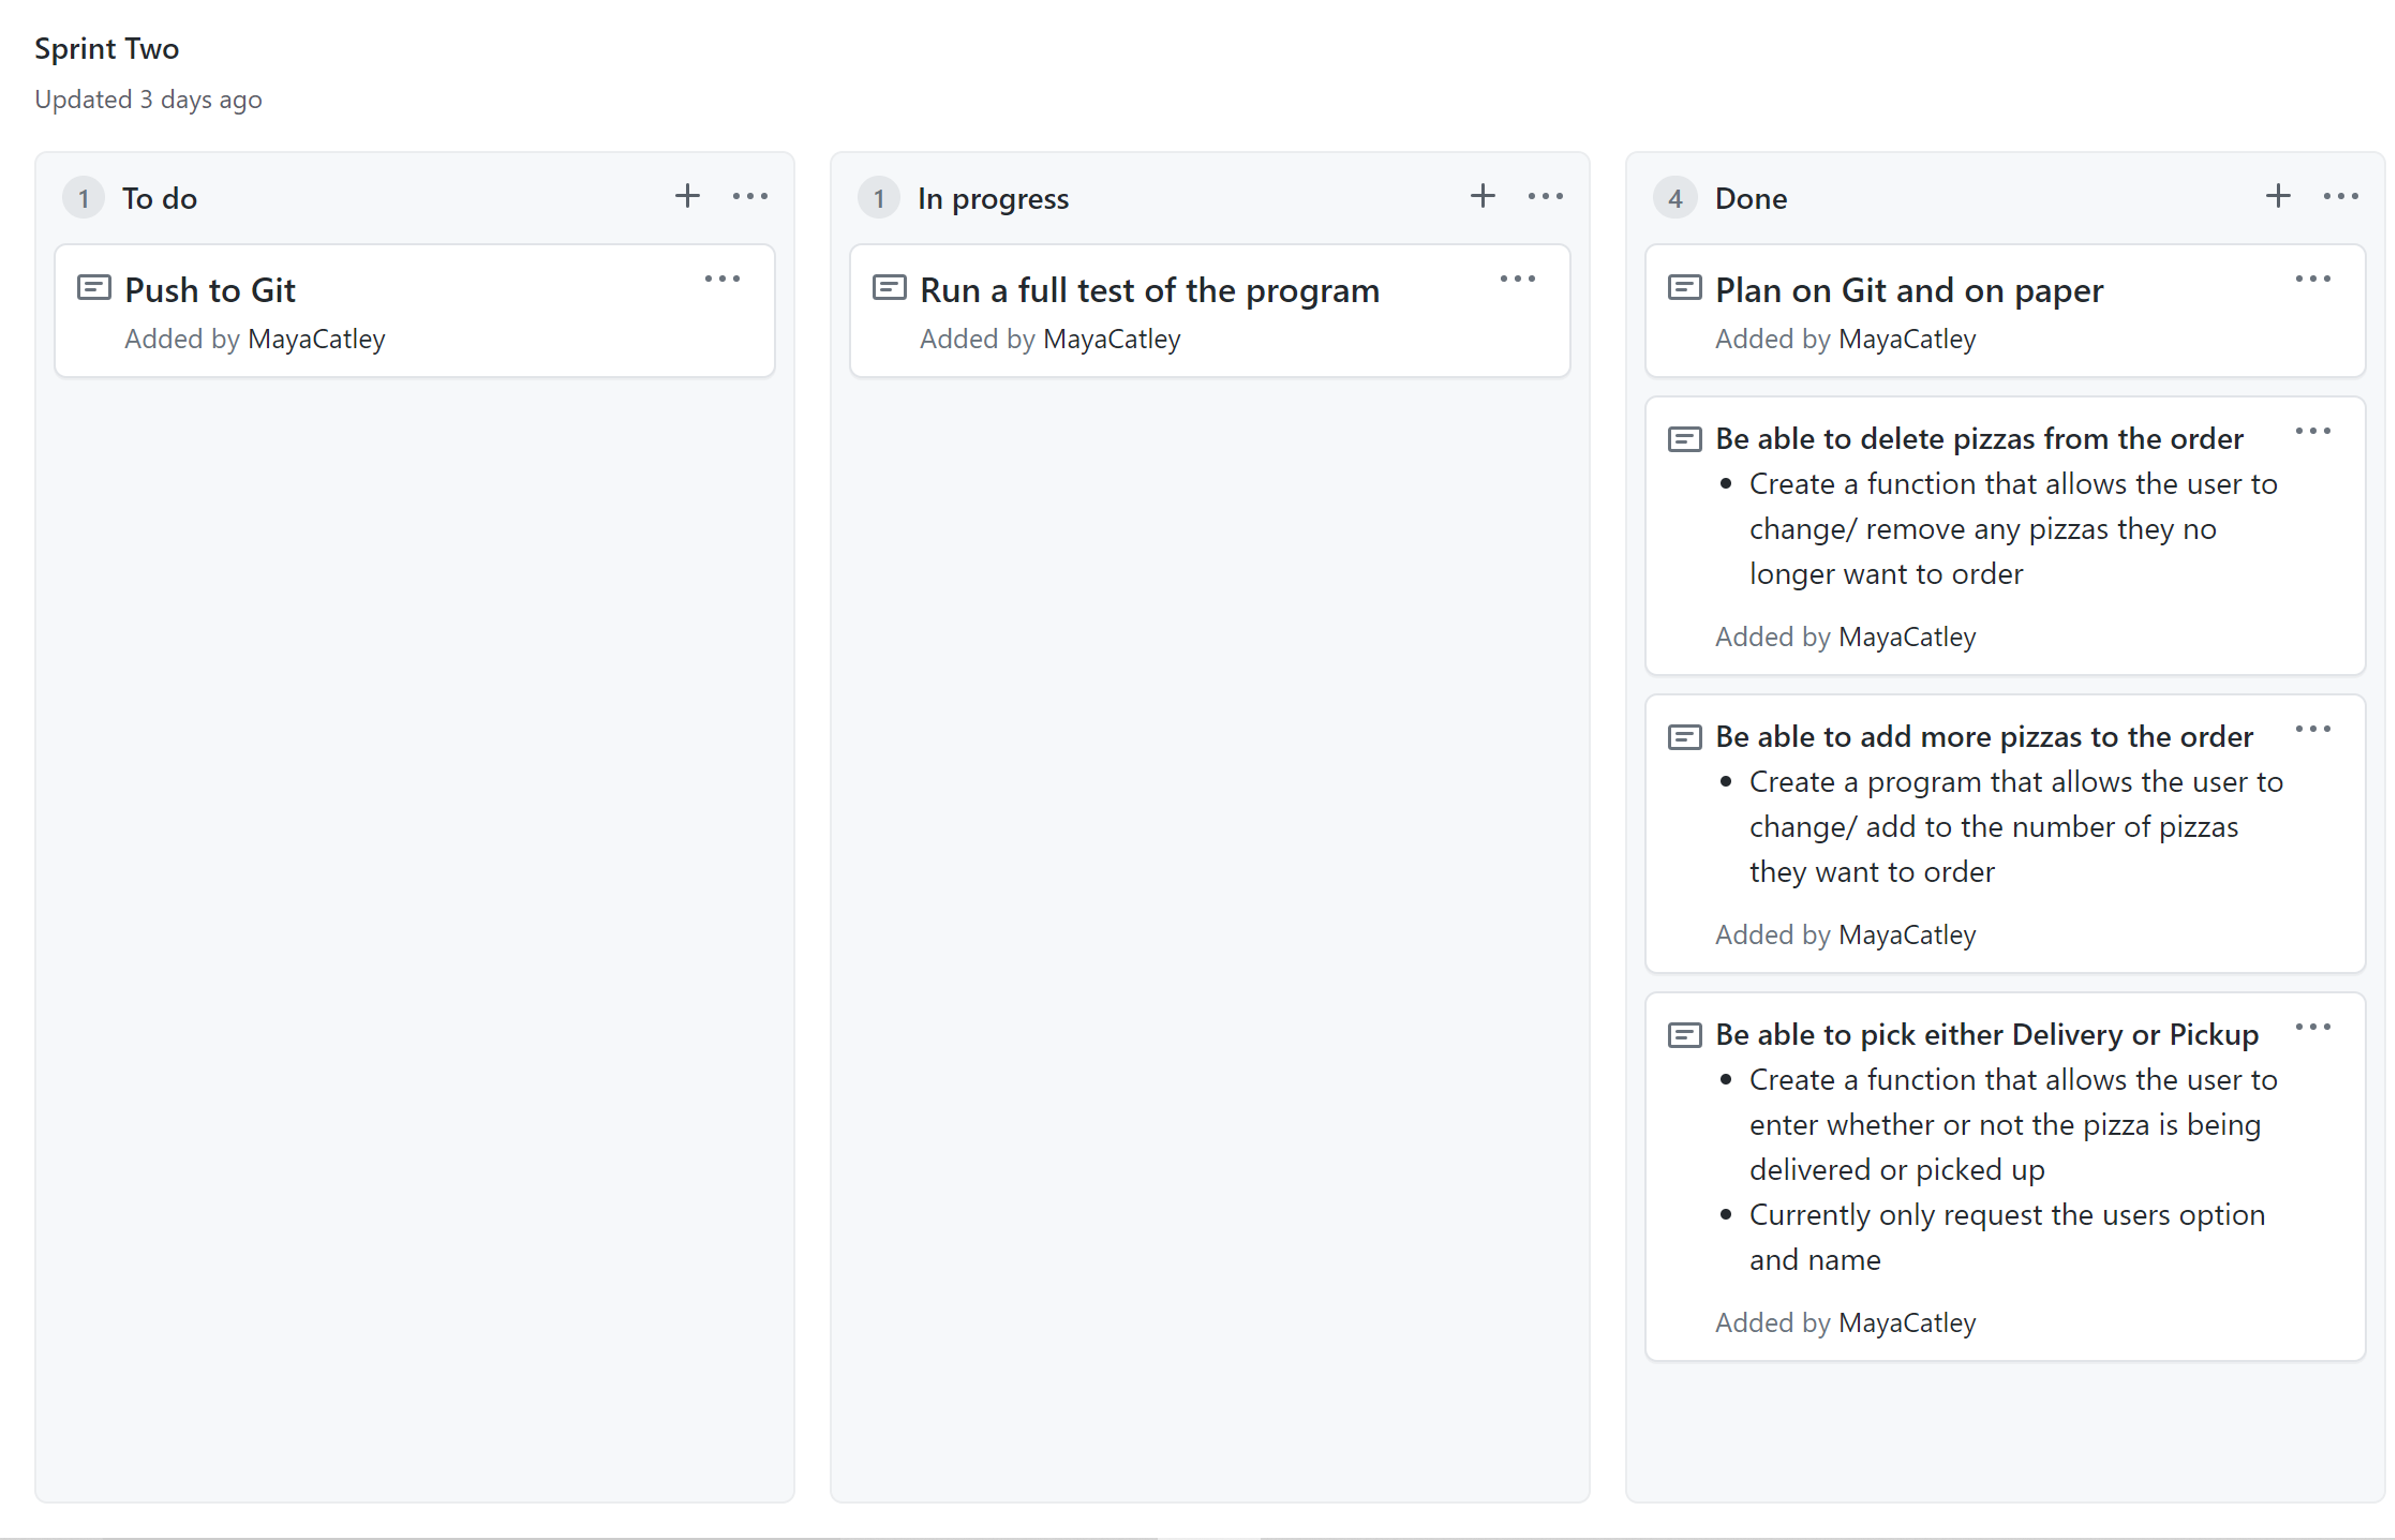 Sprint Two
Updated 3 days ago
1 To do
Push to Git
Added by MayaCatley
1 In progress
Run a full test of the program
Added by MayaCatley
4 Done
Plan on Git and on paper
Added by MayaCatley
Be able to delete pizzas from the order
• Create a function that allows the user to
change/ remove any pizzas they no
longer want to order
Added by MayaCatley
Be able to add more pizzas to the order
• Create a program that allows the user to
change/ add to the number of pizzas
they want to order
Added by MayaCatley
Be able to pick either Delivery or Pickup
• Create a function that allows the user to
enter whether or not the pizza is being
delivered or picked up
• Currently only request the users option
and name
Added by MayaCatley